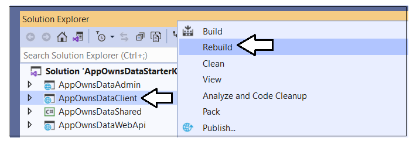 Solution Explorer
Search Solution Explorer (Ctrl+;)
Solution 'AppOwnsDataStarterK
AppOwnsDataAdmin
AppOwnsDataClient
C#
AppOwnsDataShared
AppOwnsDataWebApi
Build
Rebuild
Clean
View
Analyze and Code Cleanup
Pack
Publish...